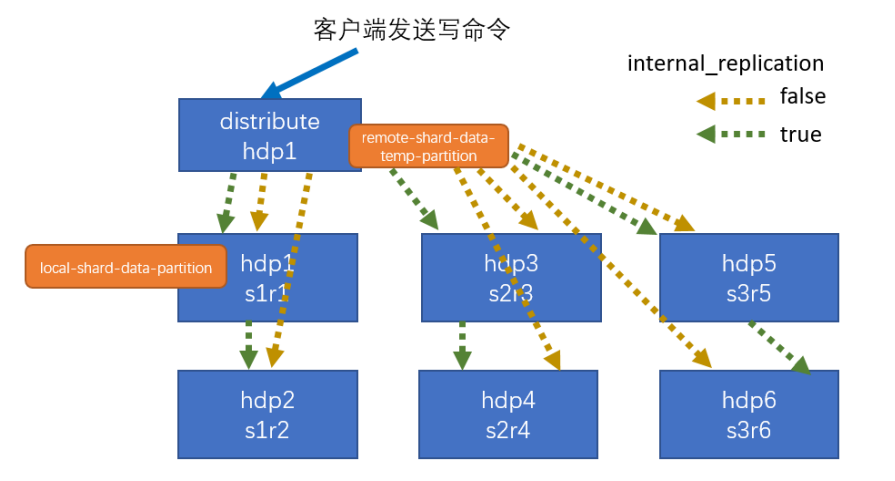 客户端发送写命令
internal_replication
false
true
distribute
hdp1
remote-shard-data-
temp-partition
local-shard-data-partition
hdp1
s1r1
hdp3
s2r3
hdp5
s3r5
hdp2
s1r2
hdp4
s2r4
hdp6
s3r6